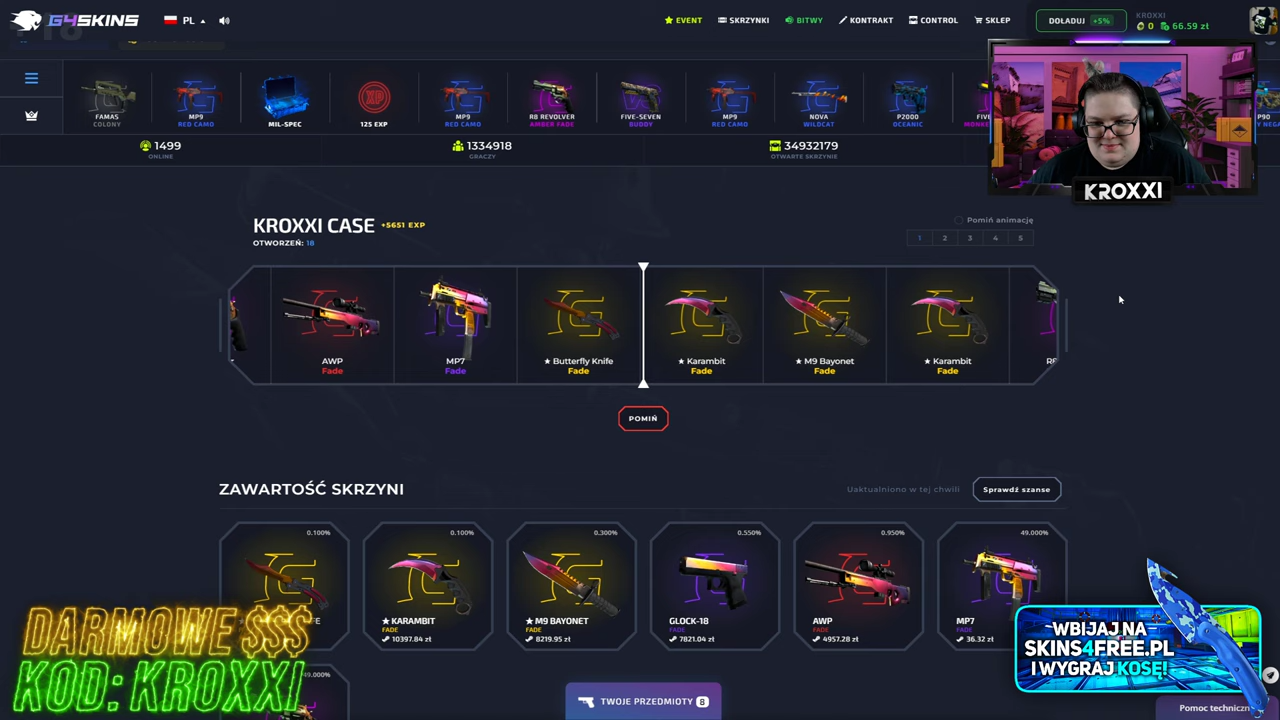 G4SKINS
PL
EVENT
SKRZYNKI
BITWY
KONTRAKT
CONTROL
SKLEP
DOŁADUJ +5%
KROXXI
0 66.59 zł
FAMAS
COLONY
MP9
RED CAMO
MIL-SPEC
XP
125 EXP
MP9
RED CAMO
R8 REVOLVER
AMBER FADE
FIVE-SEVEN
BUDDY
MP9
RED CAMO
NOVA
WILDCAT
P2000
OCEANIC
P90
KROXXI
1499
ONLINE
1334918
GRACZY
34932179
OTWARTE SKRZYNIE
KROXXI CASE +5651 EXP
OTWORZEŃ: 18
Pomiń animację
1 2 3 4 5
AWP
Fade
MP7
Fade
★ Butterfly Knife
Fade
★ Karambit
Fade
★ M9 Bayonet
Fade
★ Karambit
Fade
POMIŃ
ZAWARTOŚĆ SKRZYNI
Uaktualniono w tej chwili
Sprawdź szanse
0.100%
0.100%
★ KARAMBIT
FADE
10397.84 zł
0.300%
★ M9 BAYONET
FADE
8219.95 zł
0.550%
GLOCK-18
FADE
7821.04 zł
0.950%
AWP
FADE
4957.28 zł
49.000%
MP7
FADE
36.32 zł
DARMOWE $$$
KOD: KROXXI
49.000%
TWOJE PRZEDMIOTY 8
WBIJAJ NA
SKINS4FREE.PL
I WYGRAJ KOSĘ!
Pomoc techniczn